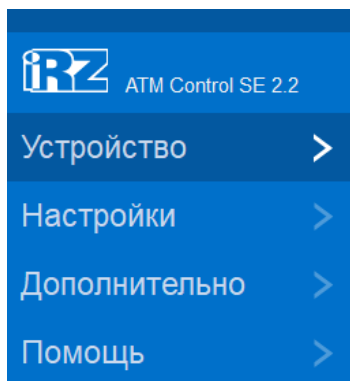 iRZ ATM Control SE 2.2
Устройство
Настройки
Дополнительно
Помощь